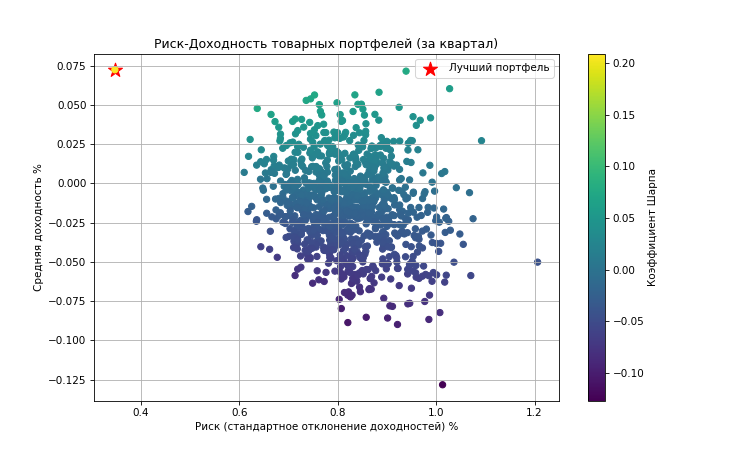 Риск-Доходность товарных портфелей (за квартал)
Лучший портфель
0.075
0.050
0.025
0.000
−0.025
−0.050
−0.075
−0.100
−0.125
Средняя доходность %
0.4 0.6 0.8 1.0 1.2
Риск (стандартное отклонение доходностей) %
0.20
0.15
0.10
0.05
0.00
−0.05
−0.10
Коэффициент Шарпа